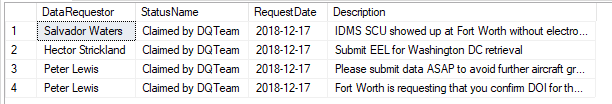 DataRequestor StatusName RequestDate Description
1 Salvador Waters Claimed by DQTeam 2018-12-17 IDMS SCU showed up at Fort Worth without electro...
2 Hector Strickland Claimed by DQTeam 2018-12-17 Submit EEL for Washington DC retrieval
3 Peter Lewis Claimed by DQTeam 2018-12-17 Please submit data ASAP to avoid further aircraft gr...
4 Peter Lewis Claimed by DQTeam 2018-12-17 Fort Worth is requesting that you confirm DOI for th...